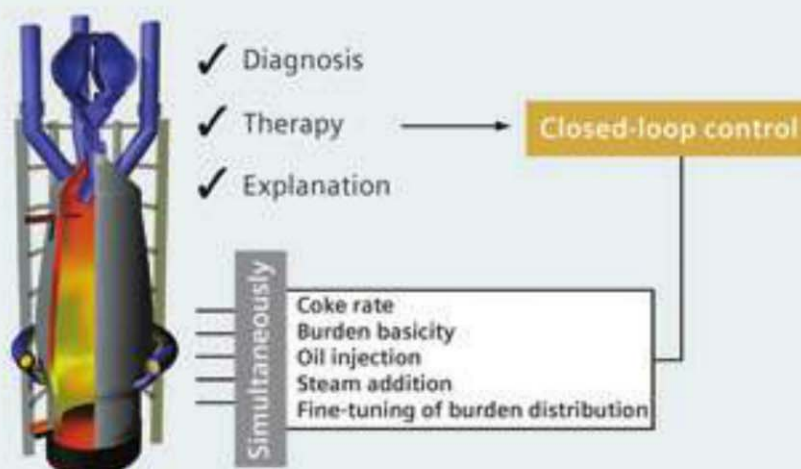 Diagnosis
Therapy
Closed-loop control
Explanation
Simultaneously
Coke rate
Burden basicity
Oil injection
Steam addition
Fine-tuning of burden distribution